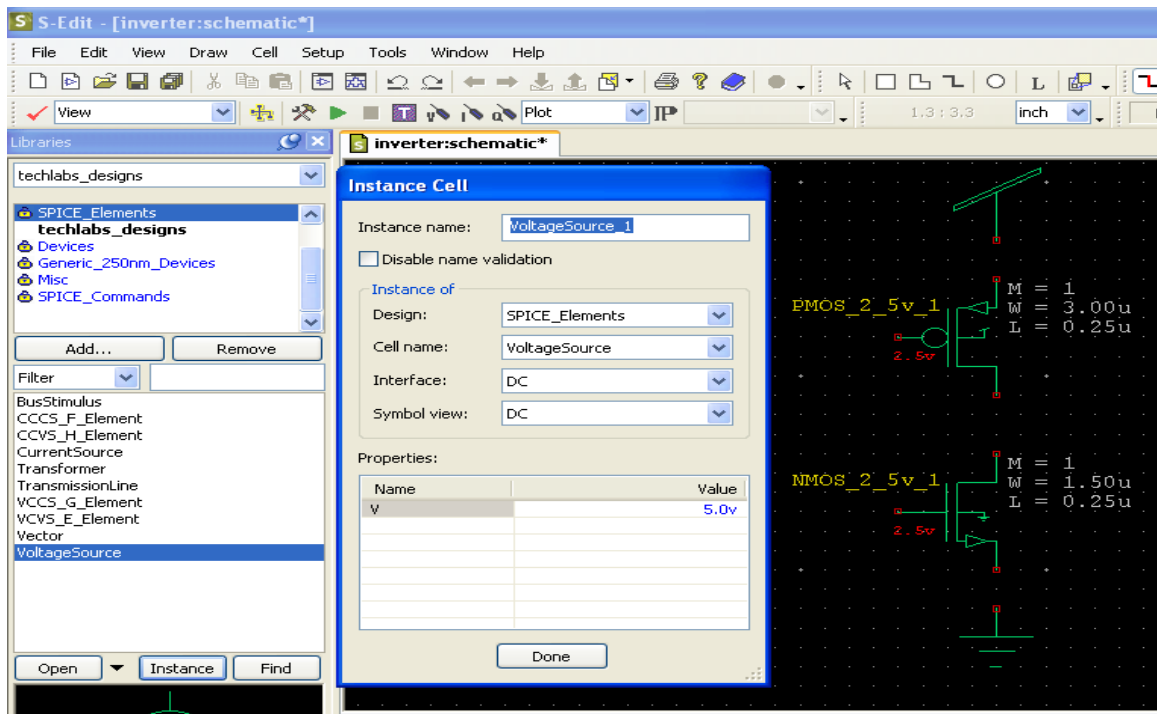 S S-Edit - [inverter:schematic*]
File Edit View Draw Cell Setup Tools Window Help
L
View T Plot IP 1.3 : 3.3 inch
Libraries
S inverter:schematic*
techlabs_designs
SPICE_Elements
techlabs_designs
Devices
Generic_250nm_Devices
Misc
SPICE_Commands
Add... Remove
Filter
BusStimulus
CCCS_F_Element
CCVS_H_Element
CurrentSource
Transformer
TransmissionLine
VCCS_G_Element
VCVS_E_Element
Vector
VoltageSource
Open Instance Find
Instance Cell
Instance name: VoltageSource_1
Disable name validation
Instance of
Design: SPICE_Elements
Cell name: VoltageSource
Interface: DC
Symbol view: DC
Properties:
Name Value
V 5.0v
Done
PMOS_2_5v_1
M = 1
W = 3.00u
L = 0.25u
2.5v
NMOS_2_5v_1
M = 1
W = 1.50u
L = 0.25u
2.5v